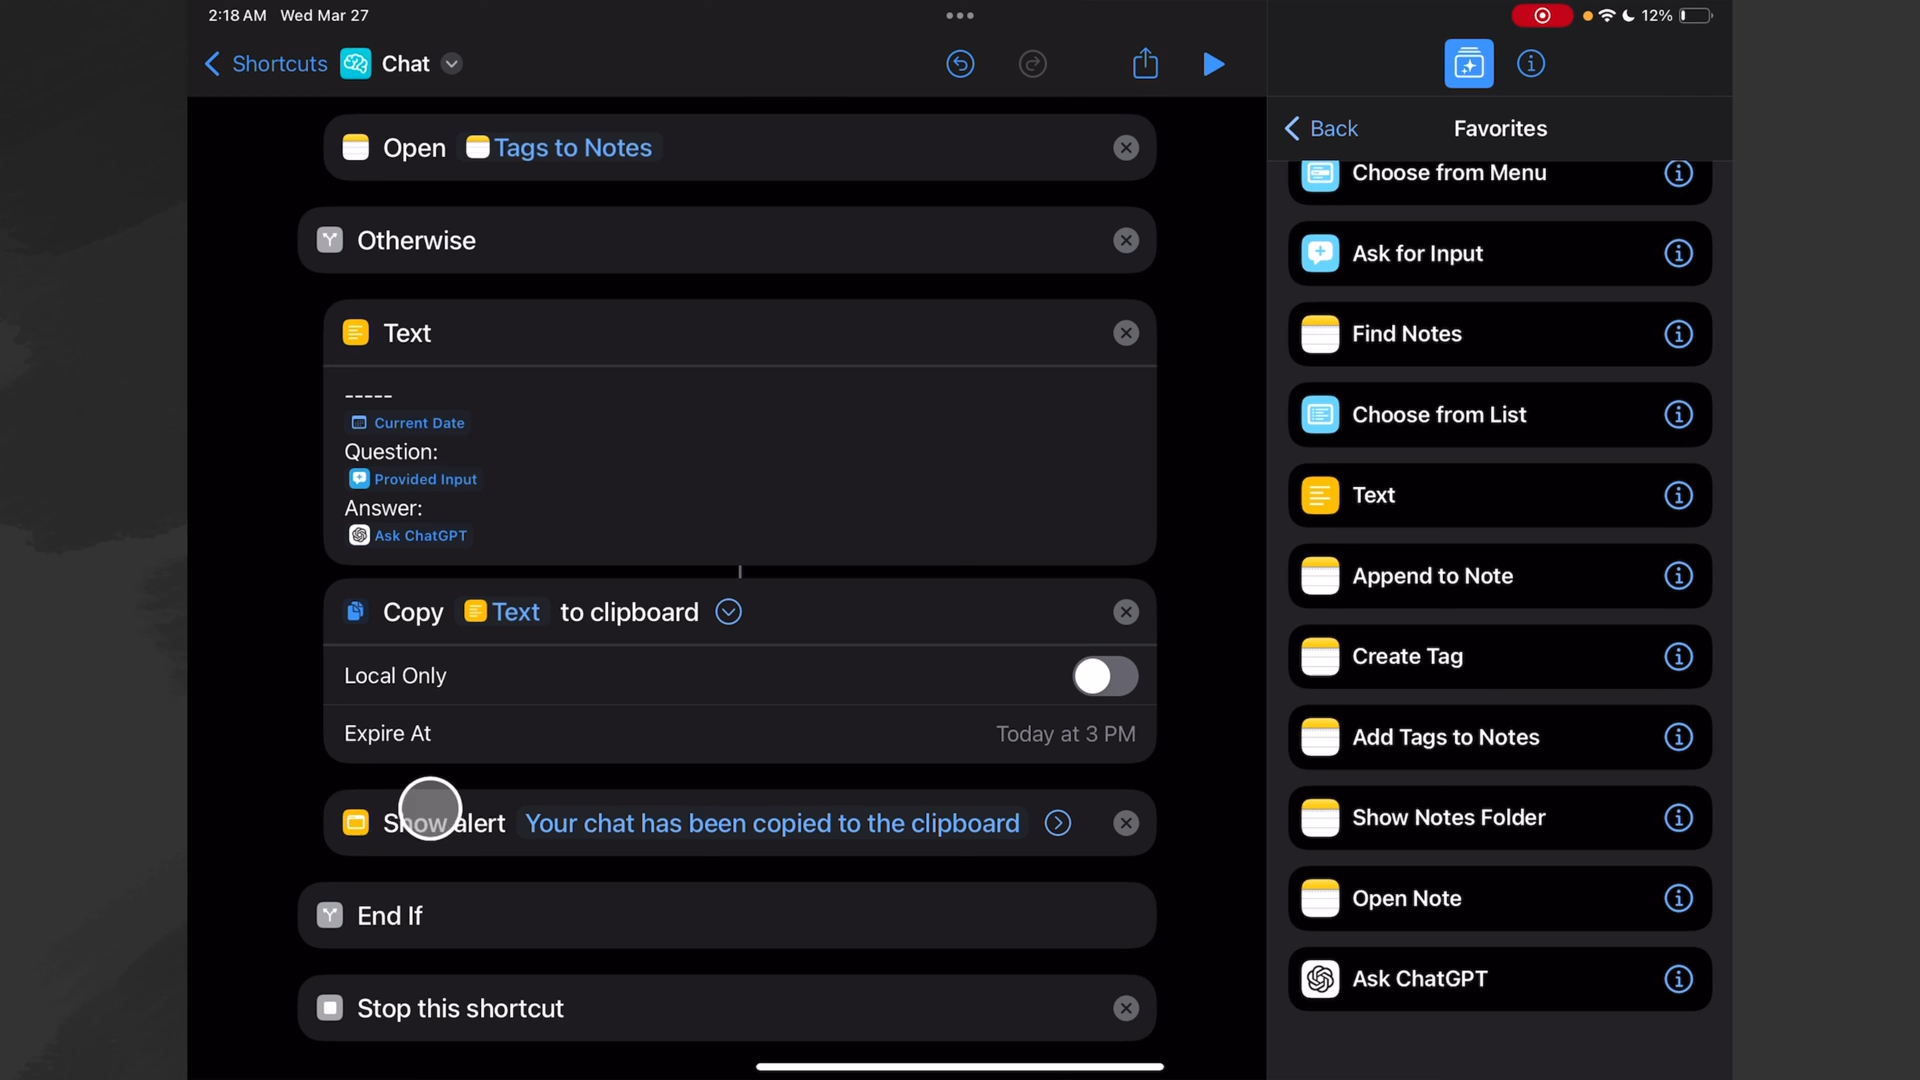 2:18 AM Wed Mar 27
12%
Shortcuts Chat
Back Favorites
Open Tags to Notes
Otherwise
Text
-----
Current Date
Question:
Provided Input
Answer:
Ask ChatGPT
Copy Text to clipboard
Local Only
Expire At Today at 3 PM
Show alert Your chat has been copied to the clipboard
End If
Stop this shortcut
Choose from Menu
Ask for Input
Find Notes
Choose from List
Text
Append to Note
Create Tag
Add Tags to Notes
Show Notes Folder
Open Note
Ask ChatGPT